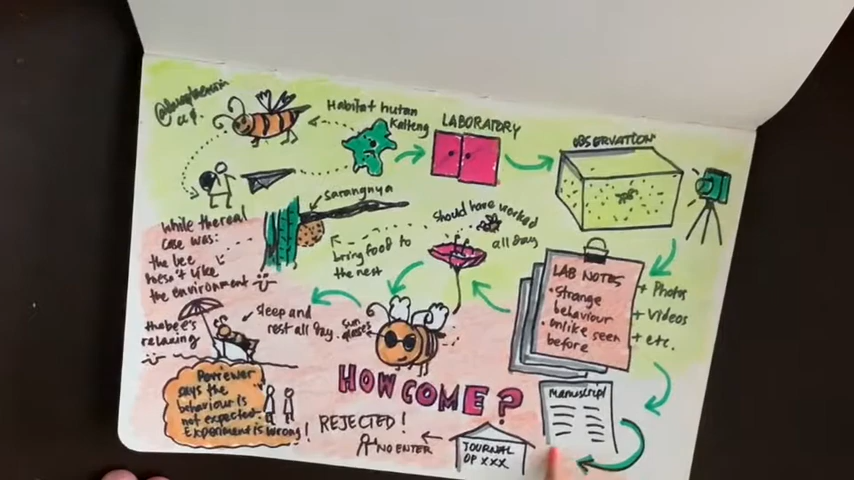 Habitat hutan
Kalteng
LABORATORY
OBSERVATION
Sarangnya
should have worked
all day
bring food to
the nest
While the real
case was:
the bee
doesn't like
the environment
LAB NOTES
• strange
behaviour
• unlike seen
before
+ Photos
+ Videos
+ etc.
sleep and
rest all day.
sun
glasses
the bee's
relaxing
HOW COME?
Manuscript
says the
behaviour is
not expected.
Experiment is wrong!
REJECTED!
NO ENTER
JOURNAL
OF XXX